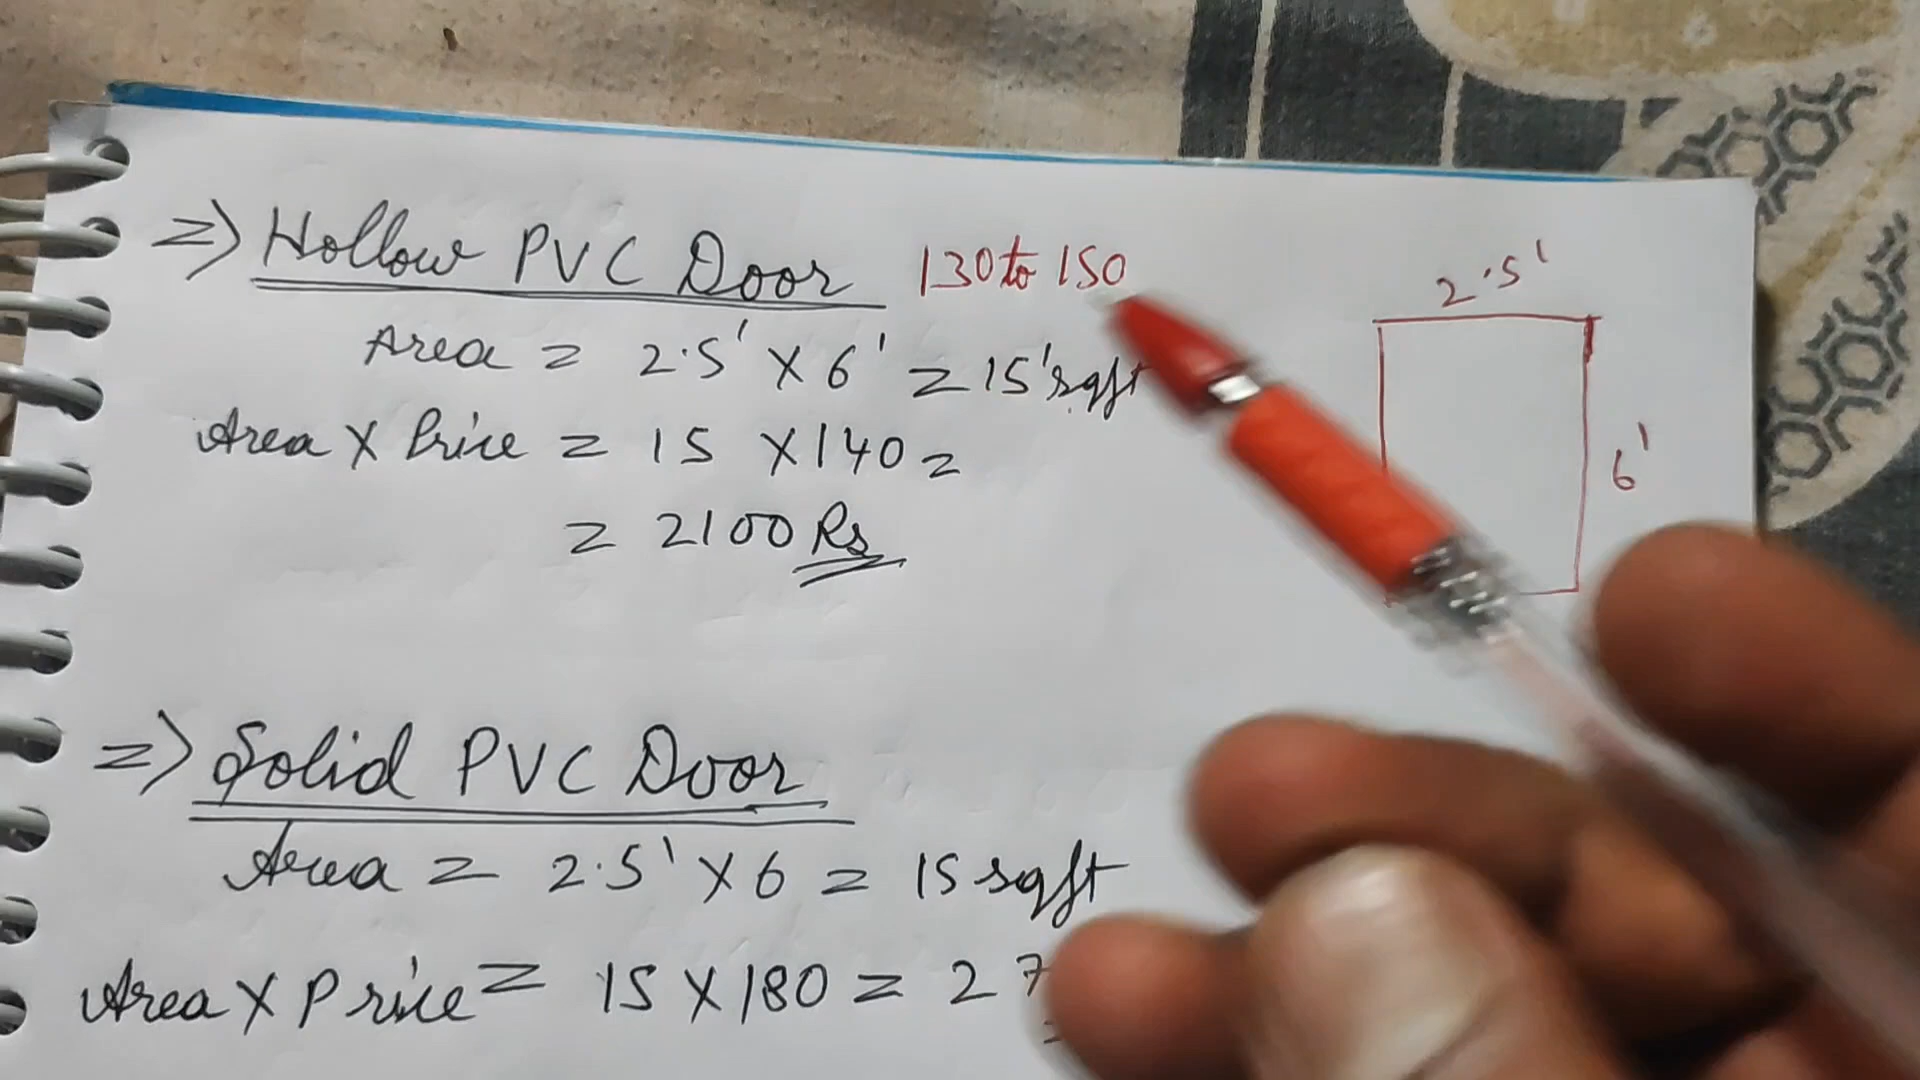 => Hollow PVC Door 130 to 150
2.5'
Area = 2.5' X 6' = 15' sqft
Area X Price = 15 X 140 =
6'
= 2100 Rs
=> Solid PVC Door
Area = 2.5' X 6 = 15 sqft
Area X Price = 15 X 180 = 27